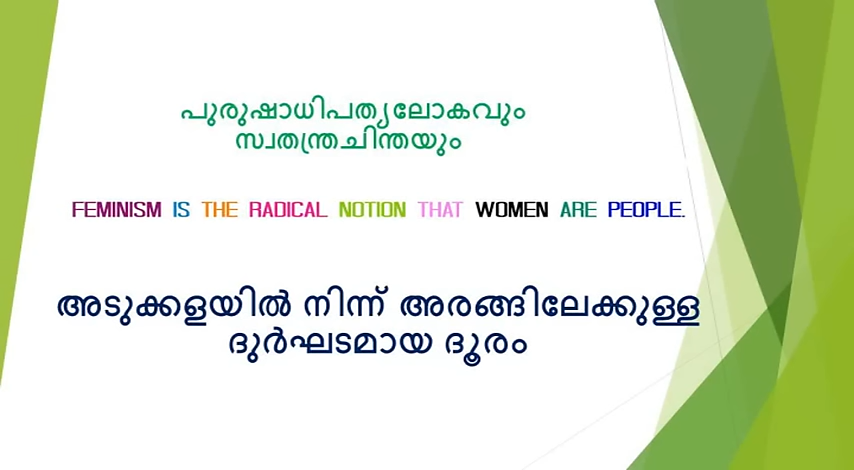 പുരുഷാധിപത്യലോകവും
സ്വതന്ത്രചിന്തയും
FEMINISM IS THE RADICAL NOTION THAT WOMEN ARE PEOPLE.
അടുക്കളയിൽ നിന്ന് അരങ്ങിലേക്കുള്ള
ദുർഘടമായ ദൂരം